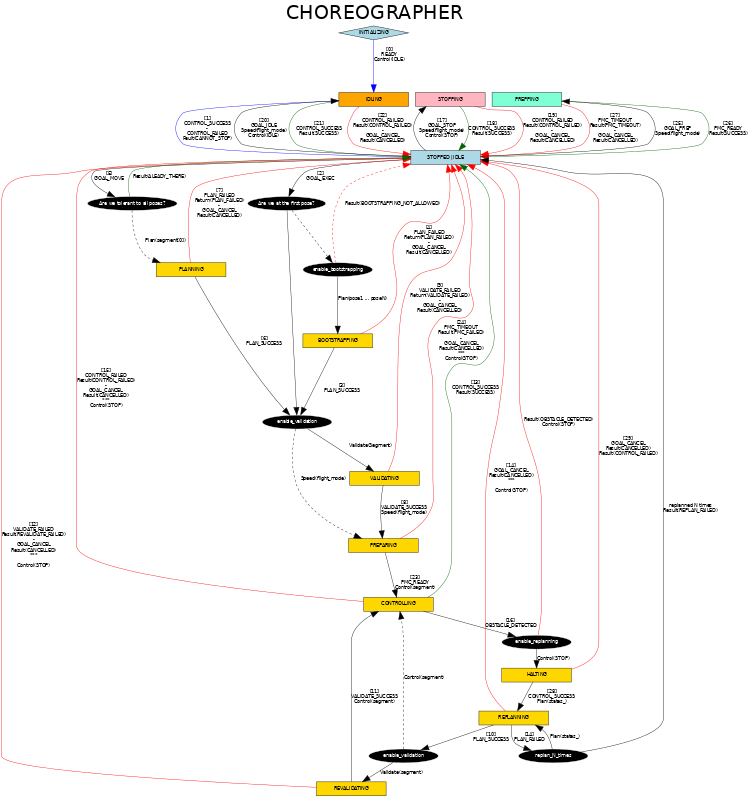 CHOREOGRAPHER
INITIALIZING
[0]
READY
Control(IDLE)
IDLING
STOPPING
PREPPING
[1]
CONTROL_SUCCESS
-
CONTROL_FAILED
Result(CANNOT_STOP)
[20]
GOAL_IDLE
Speed(flight_mode)
Control(IDLE)
[21]
CONTROL_SUCCESS
Result(SUCCESS)
[22]
CONTROL_FAILED
Result(CONTROL_FAILED)
-
GOAL_CANCEL
Result(CANCELLED)
[17]
GOAL_STOP
Speed(flight_mode)
Control(STOP)
[18]
CONTROL_SUCCESS
Result(SUCCESS)
CONTROL_FAILED
Result(CONTROL_FAILED)
-
GOAL_CANCEL
Result(CANCELLED)
[27]
PMC_TIMEOUT
Result(PMC_TIMEOUT)
-
GOAL_CANCEL
Result(CANCELLED)
[25]
GOAL_PREP
Speed(flight_mode)
[26]
PMC_READY
Result(SUCCESS)
STOPPED / IDLE
GOAL_MOVE
Result(ALREADY_THERE)
[7]
PLAN_FAILED
Return(PLAN_FAILED)
-
GOAL_CANCEL
Result(CANCELLED)
[2]
GOAL_EXEC
Are we tolerant to all poses?
Are we at the first pose?
Result(BOOTSTRAPPING_NOT_ALLOWED)
Plan(segment[0])
[4]
PLAN_FAILED
Return(PLAN_FAILED)
-
GOAL_CANCEL
Result(CANCELLED)
PLANNING
enable_bootstrapping
Plan(pose1 ... poseN)
[9]
VALIDATE_FAILED
Return(VALIDATE_FAILED)
-
GOAL_CANCEL
Result(CANCELLED)
[24]
PMC_TIMEOUT
Result(PMC_FAILED)
-
GOAL_CANCEL
Result(CANCELLED)
***
Control(STOP)
PLAN_SUCCESS
BOOTSTRAPPING
[15]
CONTROL_FAILED
Result(CONTROL_FAILED)
-
GOAL_CANCEL
Result(CANCELLED)
***
Control(STOP)
[3]
PLAN_SUCCESS
[13]
CONTROL_SUCCESS
Result(SUCCESS)
enable_validation
Result(OBSTACLE_DETECTED)
Control(STOP)
[29]
GOAL_CANCEL
Result(CANCELLED)
Result(CONTROL_FAILED)
Validate(Segment)
Speed(flight_mode)
VALIDATING
[14]
GOAL_CANCEL
Result(CANCELLED)
***
Control(STOP)
[8]
VALIDATE_SUCCESS
Speed(flight_mode)
replanned N times
Result(REPLAN_FAILED)
[12]
VALIDATE_FAILED
Result(REVALIDATE_FAILED)
-
GOAL_CANCEL
Result(CANCELLED)
***
Control(STOP)
PREPARING
[23]
PMC_READY
Control(segment)
CONTROLLING
[16]
OBSTACLE_DETECTED
enable_replanning
Control(STOP)
HALTING
Control(segment)
[28]
CONTROL_SUCCESS
Plan(states_)
[11]
VALIDATE_SUCCESS
Control(segment)
REPLANNING
[10]
PLAN_SUCCESS
PLAN_FAILED
Plan(states_)
enable_validation
replan_N_times
Validate(segment)
REVALIDATING